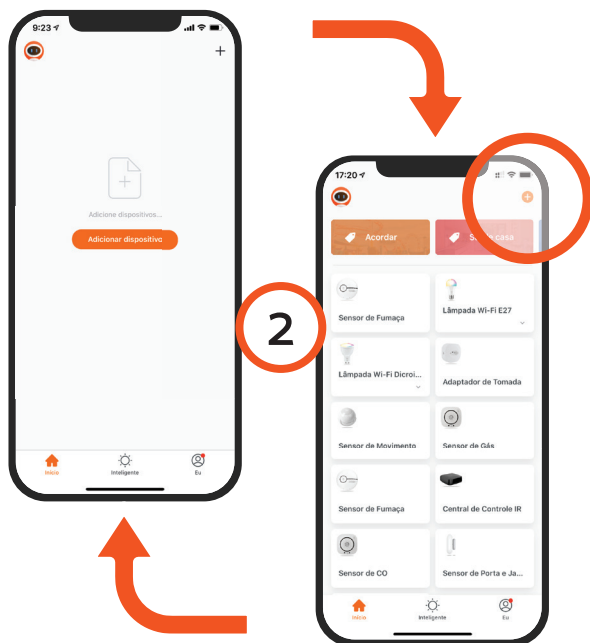 9:23
Adicione dispositivos...
Adicionar dispositivo
Início
Inteligente
Eu
2
17:20
Acordar
casa
Sensor de Fumaça
Lâmpada Wi-Fi E27
Lâmpada Wi-Fi Dicroi...
Adaptador de Tomada
Sensor de Movimento
Sensor de Gás
Sensor de Fumaça
Central de Controle IR
Sensor de CO
Sensor de Porta e Ja...
Início
Inteligente
Eu